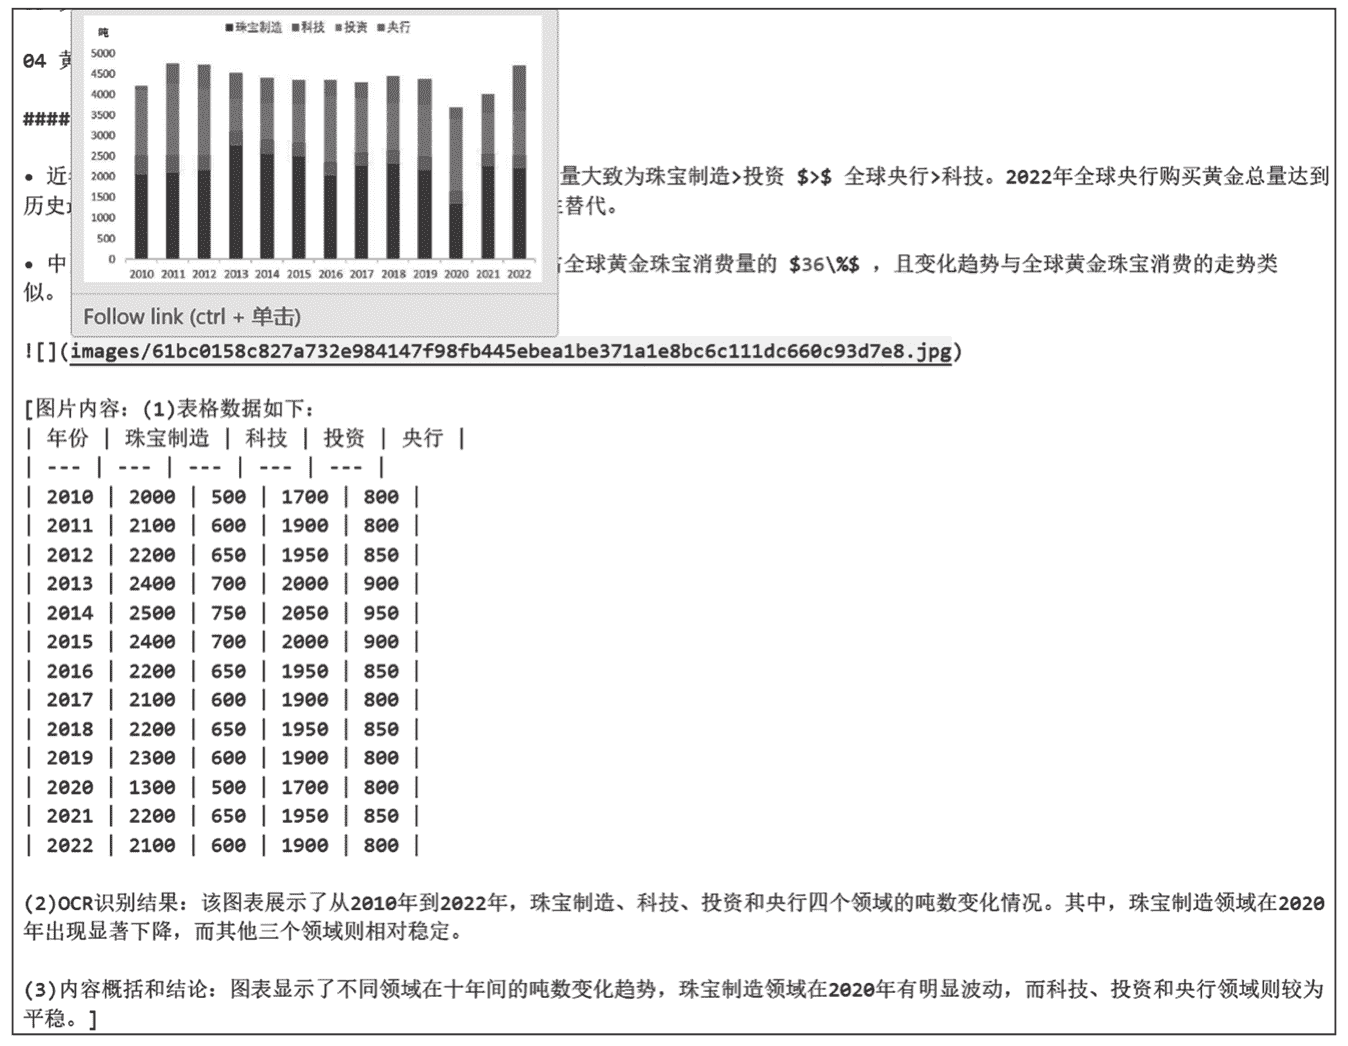 吨
■珠宝制造 ■科技 ■投资 ■央行
5000
4500
4000
3500
3000
2500
2000
1500
1000
500
0
2010 2011 2012 2013 2014 2015 2016 2017 2018 2019 2020 2021 2022
Follow link (ctrl + 单击)
04 黄
####
• 近 量大致为珠宝制造>投资 $>$ 全球央行>科技。2022年全球央行购买黄金总量达到
历史 替代。
• 中 全球黄金珠宝消费量的 $36\%$ ，且变化趋势与全球黄金珠宝消费的走势类
似。
![](images/61bc0158c827a732e984147f98fb445ebea1be371a1e8bc6c111dc660c93d7e8.jpg)
[图片内容：(1)表格数据如下：
| 年份 | 珠宝制造 | 科技 | 投资 | 央行 |
| --- | --- | --- | --- | --- |
| 2010 | 2000 | 500 | 1700 | 800 |
| 2011 | 2100 | 600 | 1900 | 800 |
| 2012 | 2200 | 650 | 1950 | 850 |
| 2013 | 2400 | 700 | 2000 | 900 |
| 2014 | 2500 | 750 | 2050 | 950 |
| 2015 | 2400 | 700 | 2000 | 900 |
| 2016 | 2200 | 650 | 1950 | 850 |
| 2017 | 2100 | 600 | 1900 | 800 |
| 2018 | 2200 | 650 | 1950 | 850 |
| 2019 | 2300 | 600 | 1900 | 800 |
| 2020 | 1300 | 500 | 1700 | 800 |
| 2021 | 2200 | 650 | 1950 | 850 |
| 2022 | 2100 | 600 | 1900 | 800 |
(2)OCR识别结果：该图表展示了从2010年到2022年，珠宝制造、科技、投资和央行四个领域的吨数变化情况。其中，珠宝制造领域在2020
年出现显著下降，而其他三个领域则相对稳定。
(3)内容概括和结论：图表显示了不同领域在十年间的吨数变化趋势，珠宝制造领域在2020年有明显波动，而科技、投资和央行领域则较为
平稳。]